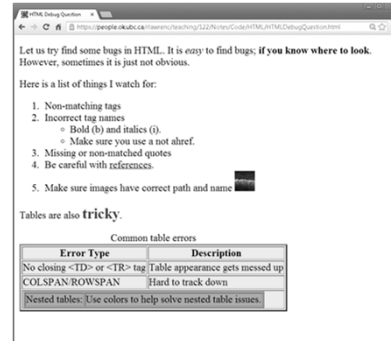 HTML Debug Question
https://people.ok.ubc.ca/rlawrenc/teaching/122/Notes/Code/HTML/HTMLDebugQuestion.html
Let us try find some bugs in HTML. It is easy to find bugs; if you know where to look.
However, sometimes it is just not obvious.
Here is a list of things I watch for:
1. Non-matching tags
2. Incorrect tag names
Bold (b) and italics (i).
Make sure you use a not ahref.
3. Missing or non-matched quotes
4. Be careful with references.
5. Make sure images have correct path and name
Tables are also tricky.
Common table errors
Error Type Description
No closing <TD> or <TR> tag Table appearance gets messed up
COLSPAN/ROWSPAN Hard to track down
Nested tables: Use colors to help solve nested table issues.